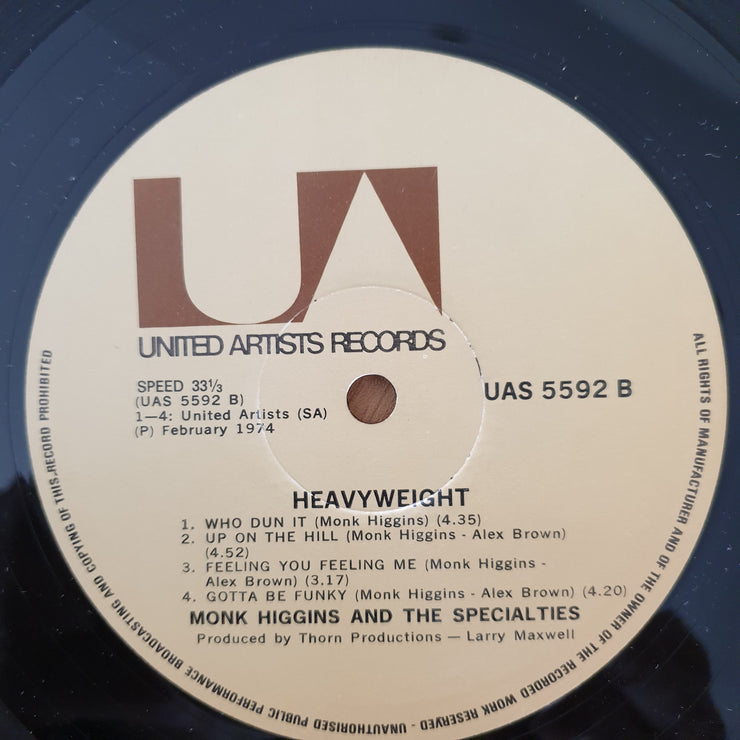 UA
UNITED ARTISTS RECORDS
SPEED 33⅓
(UAS 5592 B)
1—4: United Artists (SA)
(P) February 1974
UAS 5592 B
HEAVYWEIGHT
1. WHO DUN IT (Monk Higgins) (4.35)
2. UP ON THE HILL (Monk Higgins - Alex Brown)
(4.52)
3. FEELING YOU FEELING ME (Monk Higgins -
Alex Brown) (3.17)
4. GOTTA BE FUNKY (Monk Higgins - Alex Brown) (4.20)
MONK HIGGINS AND THE SPECIALTIES
Produced by Thorn Productions — Larry Maxwell
ALL RIGHTS OF MANUFACTURER AND OF THE OWNER OF THE RECORDED WORK RESERVED - UNAUTHORISED PUBLIC PERFORMANCE BROADCASTING AND COPYING OF THIS RECORD PROHIBITED